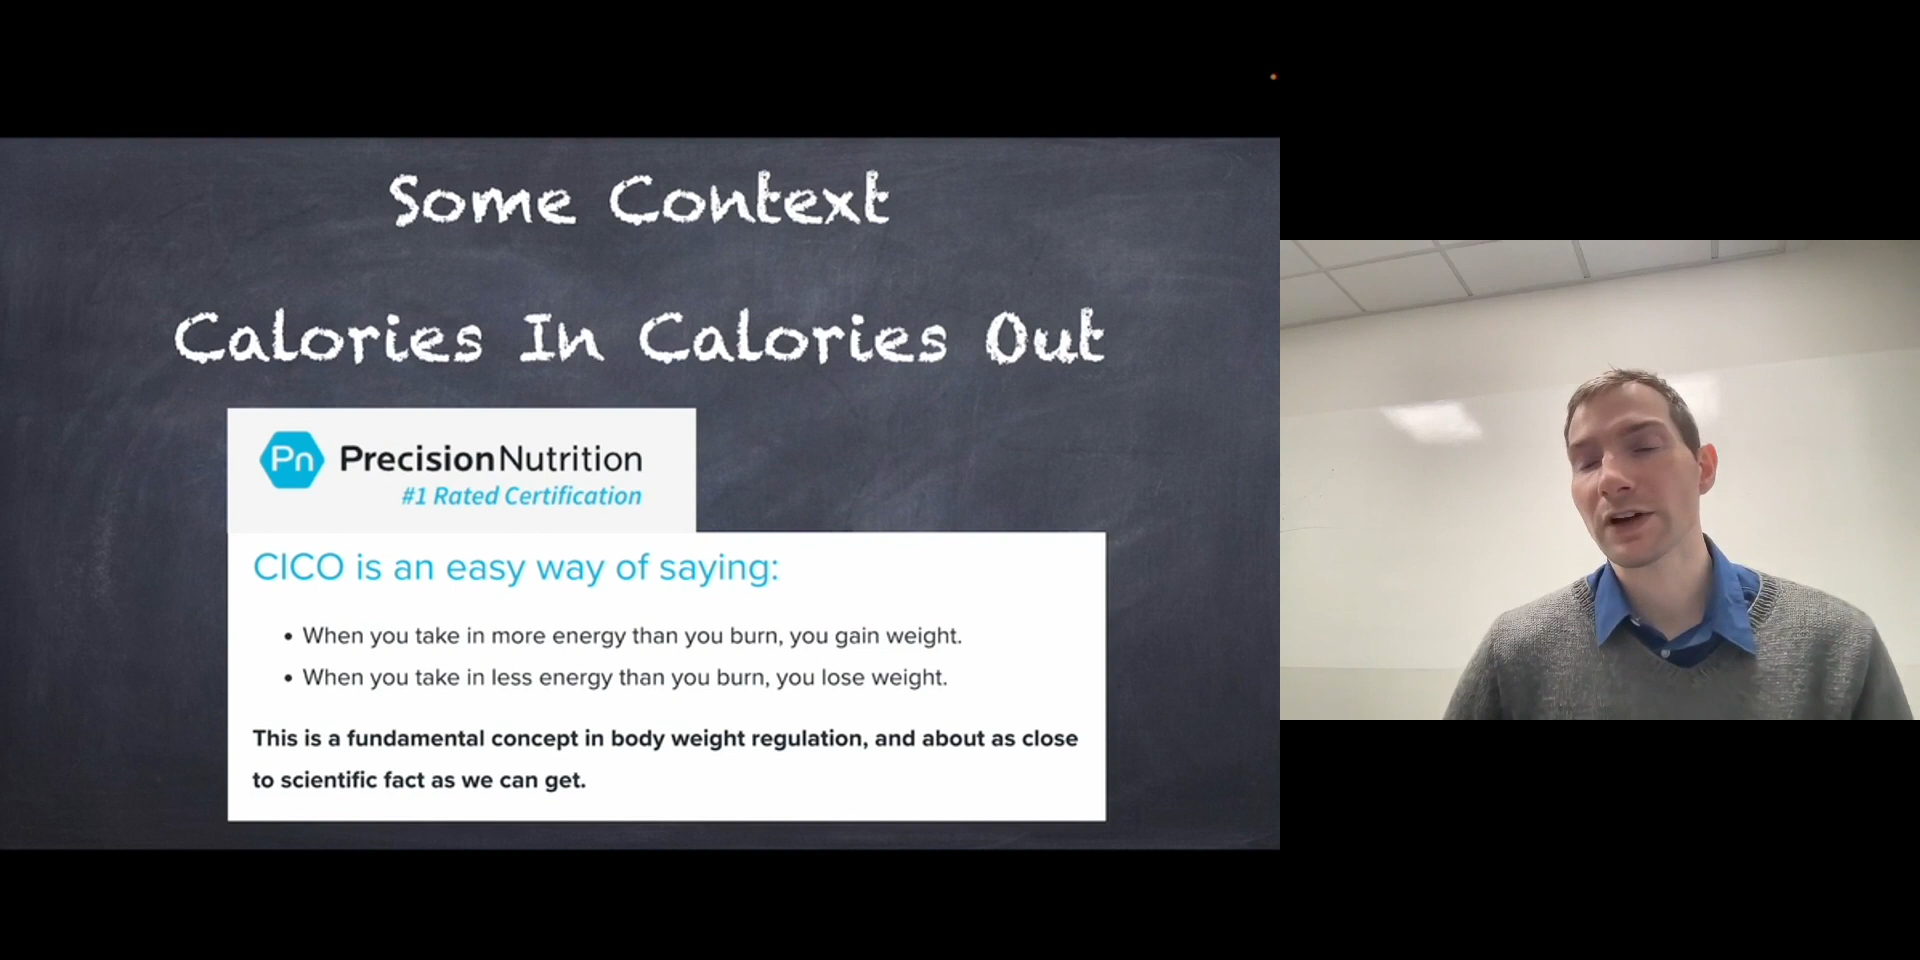 Some Context
Calories In Calories Out
Pn PrecisionNutrition
#1 Rated Certification
CICO is an easy way of saying:
• When you take in more energy than you burn, you gain weight.
• When you take in less energy than you burn, you lose weight.
This is a fundamental concept in body weight regulation, and about as close
to scientific fact as we can get.